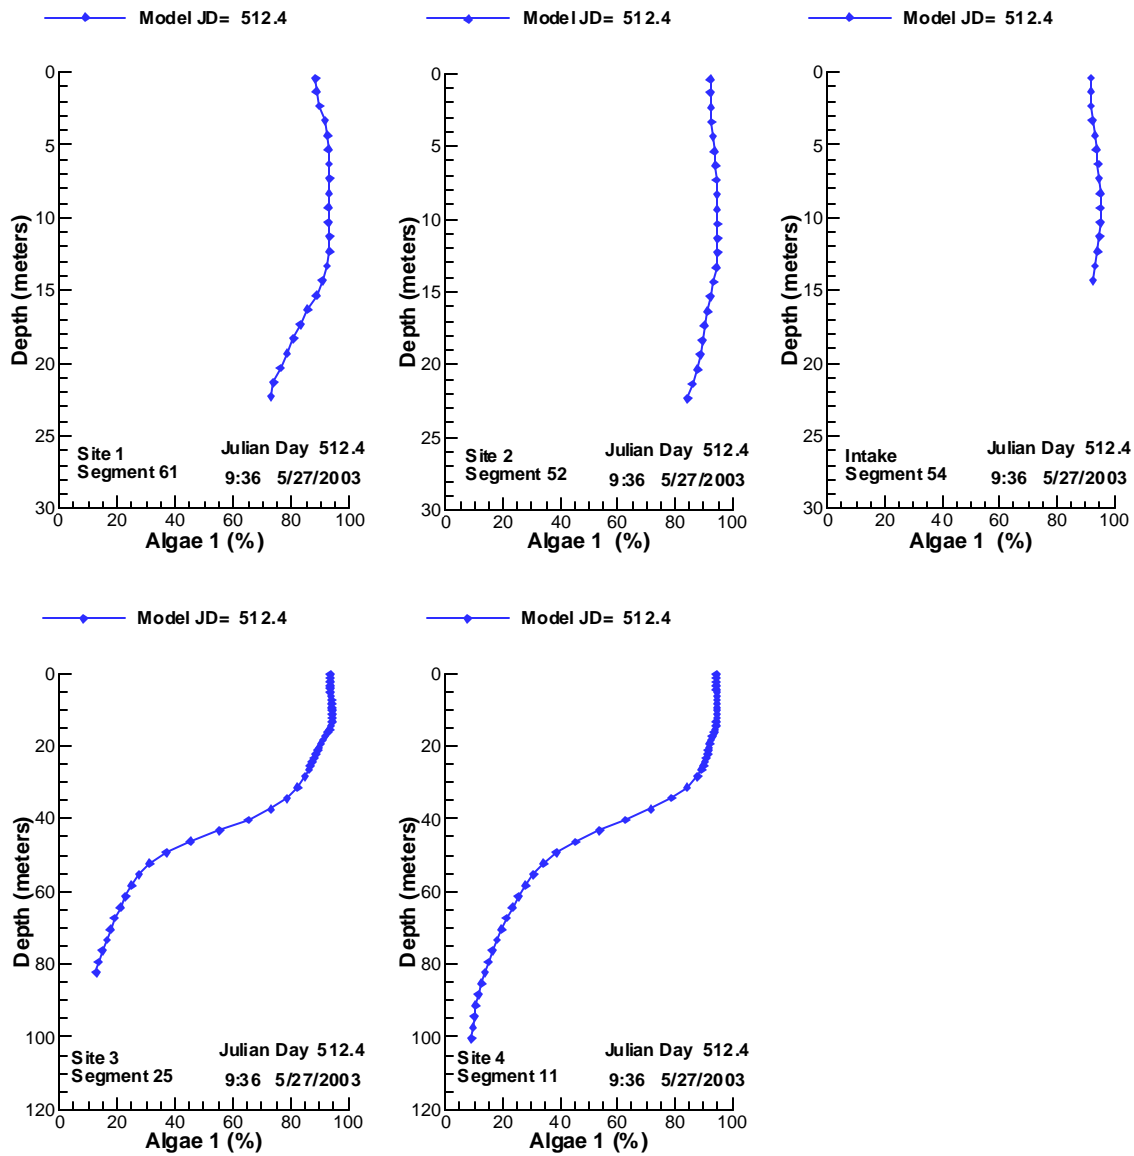 Model JD= 512.4
Model JD= 512.4
Model JD= 512.4
0
5
10
15
20
25
30
Depth (meters)
Site 1
Segment 61
Julian Day 512.4
9:36 5/27/2003
0 20 40 60 80 100
Algae 1 (%)
0
5
10
15
20
25
30
Depth (meters)
Site 2
Segment 52
Julian Day 512.4
9:36 5/27/2003
0 20 40 60 80 100
Algae 1 (%)
0
5
10
15
20
25
30
Depth (meters)
Intake
Segment 54
Julian Day 512.4
9:36 5/27/2003
0 20 40 60 80 100
Algae 1 (%)
Model JD= 512.4
Model JD= 512.4
0
20
40
60
80
100
120
Depth (meters)
Site 3
Segment 25
Julian Day 512.4
9:36 5/27/2003
0 20 40 60 80 100
Algae 1 (%)
0
20
40
60
80
100
120
Depth (meters)
Site 4
Segment 11
Julian Day 512.4
9:36 5/27/2003
0 20 40 60 80 100
Algae 1 (%)